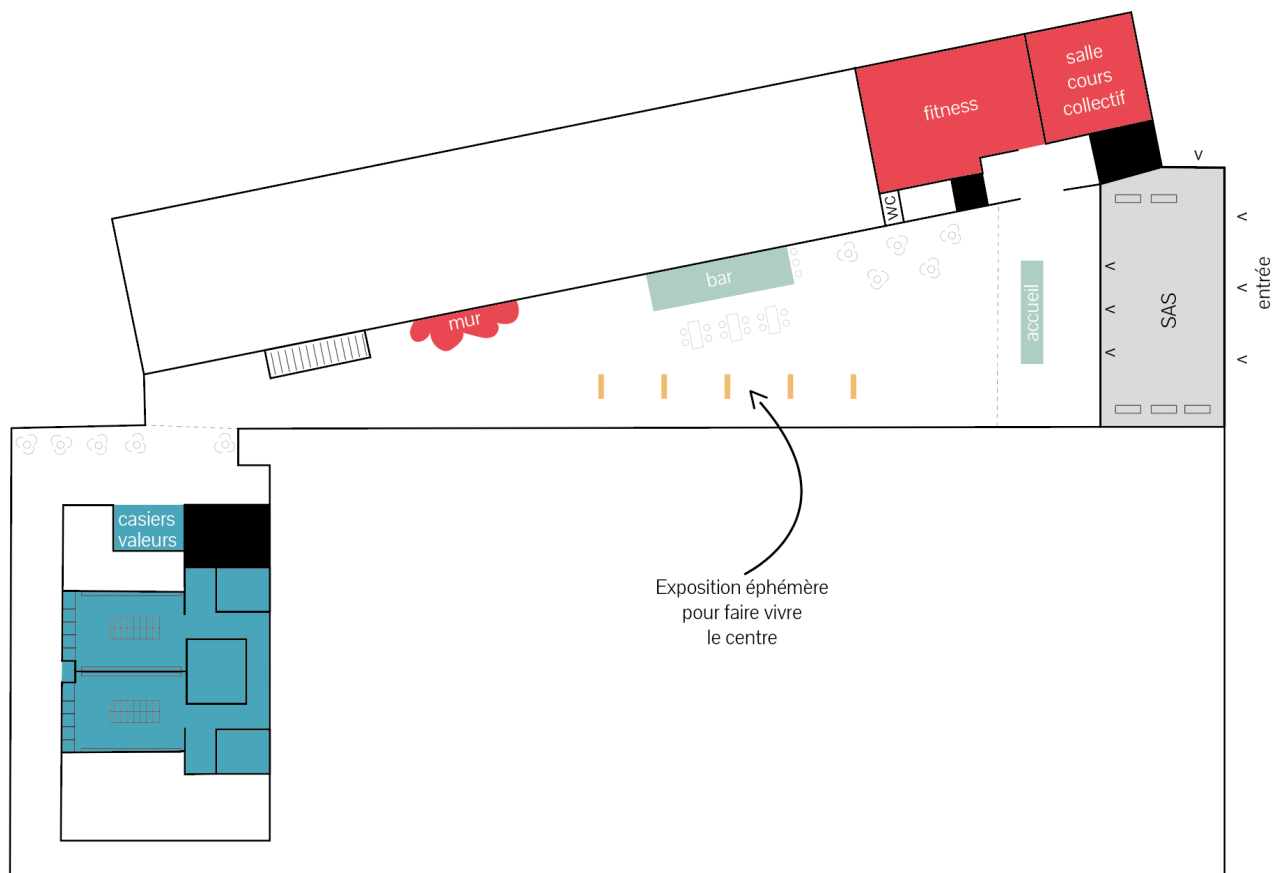 salle
cours
collectif
fitness
WC
bar
mur
accueil
SAS
entrée
casiers
valeurs
Exposition éphémère
pour faire vivre
le centre